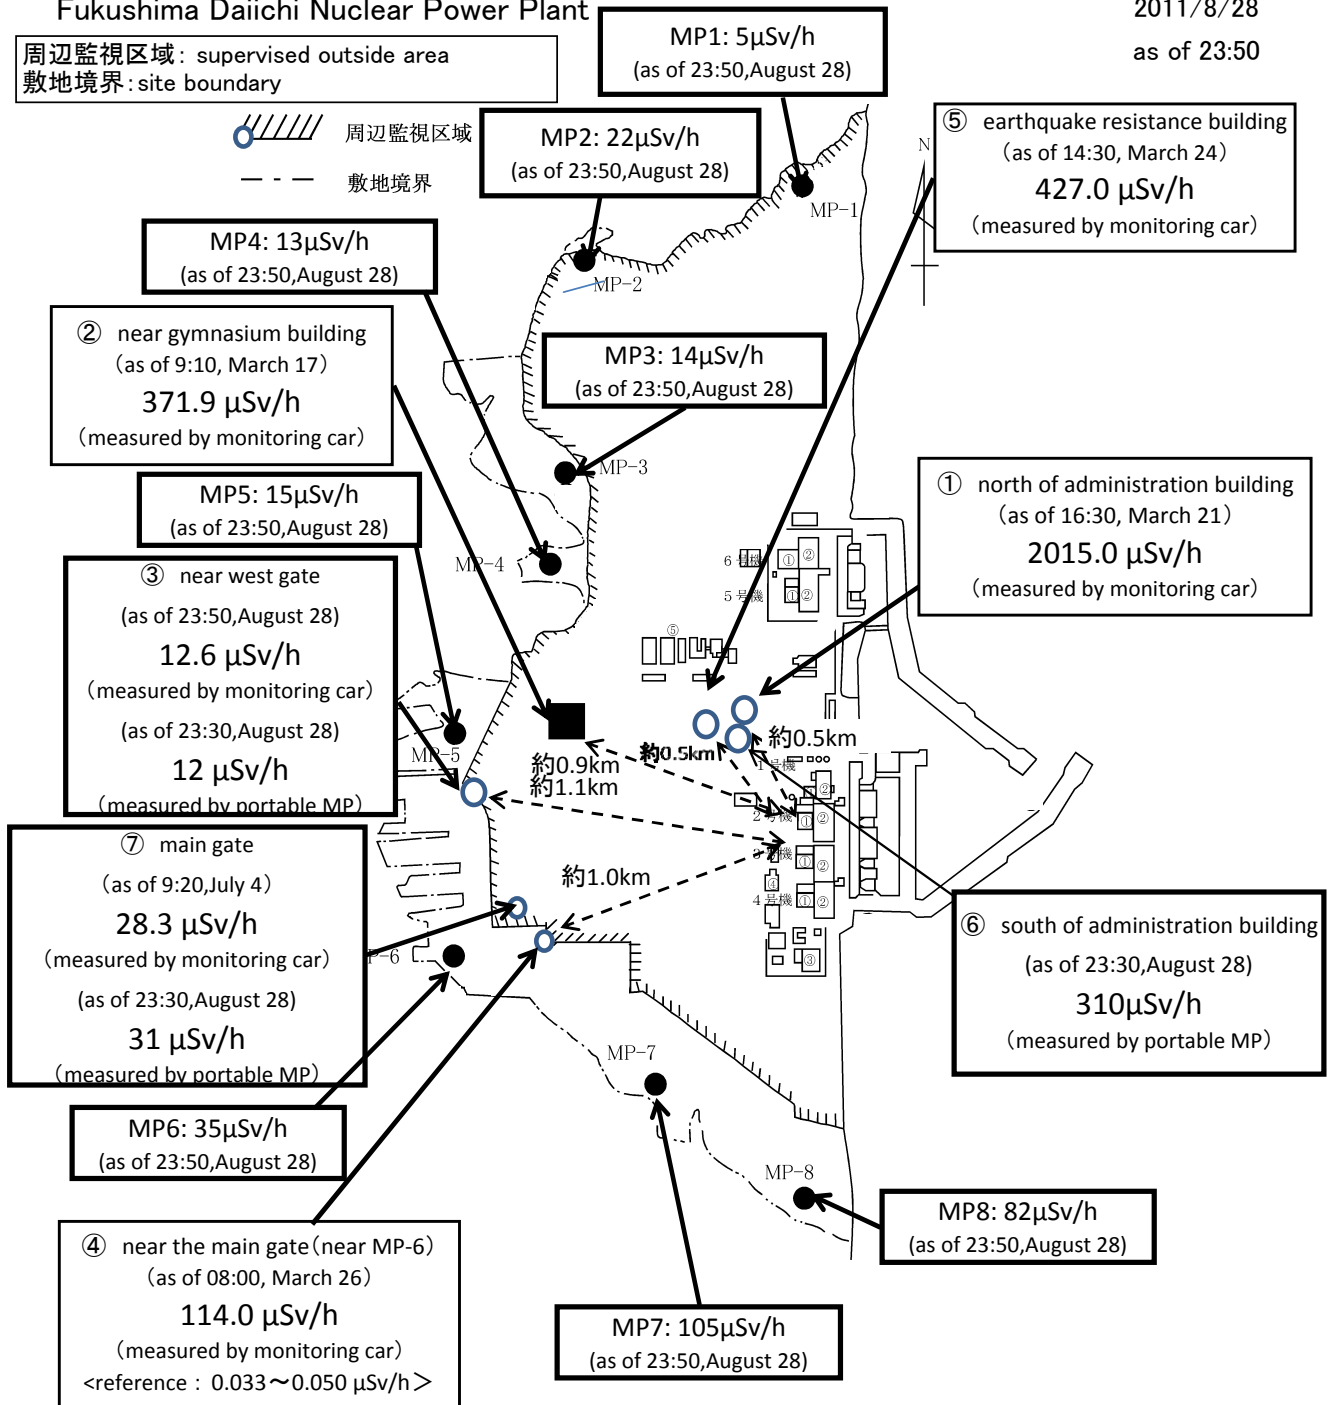 Fukushima Daiichi Nuclear Power Plant
2011/8/28
as of 23:50
周辺監視区域: supervised outside area
敷地境界:site boundary
周辺監視区域
敷地境界
MP1: 5μSv/h
(as of 23:50,August 28)
MP2: 22μSv/h
(as of 23:50,August 28)
⑤ earthquake resistance building
(as of 14:30, March 24)
427.0 μSv/h
(measured by monitoring car)
N
MP-1
MP4: 13μSv/h
(as of 23:50,August 28)
MP-2
② near gymnasium building
(as of 9:10, March 17)
371.9 μSv/h
(measured by monitoring car)
MP3: 14μSv/h
(as of 23:50,August 28)
MP-3
MP5: 15μSv/h
(as of 23:50,August 28)
① north of administration building
(as of 16:30, March 21)
2015.0 μSv/h
(measured by monitoring car)
MP-4
6号機
① ②
5号機
① ②
③ near west gate
(as of 23:50,August 28)
12.6 μSv/h
(measured by monitoring car)
(as of 23:30,August 28)
12 μSv/h
(measured by portable MP)
⑤
MP-5
約0.9km
約1.1km
約0.5km
約0.5km
1号機
②
2号機
① ②
3号機
① ②
④
4号機
① ②
③
約1.0km
⑦ main gate
(as of 9:20,July 4)
28.3 μSv/h
(measured by monitoring car)
(as of 23:30,August 28)
31 μSv/h
(measured by portable MP)
P-6
⑥ south of administration building
(as of 23:30,August 28)
310μSv/h
(measured by portable MP)
MP-7
MP6: 35μSv/h
(as of 23:50,August 28)
MP-8
MP8: 82μSv/h
(as of 23:50,August 28)
④ near the main gate(near MP-6)
(as of 08:00, March 26)
114.0 μSv/h
(measured by monitoring car)
<reference : 0.033~0.050 μSv/h>
MP7: 105μSv/h
(as of 23:50,August 28)